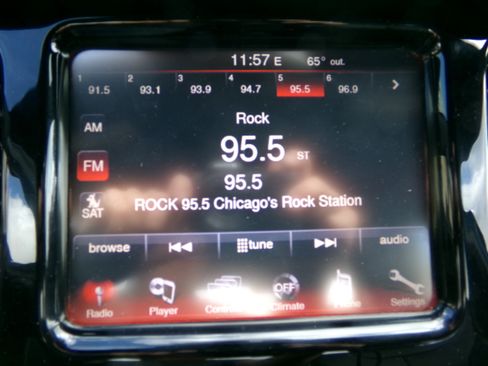 11:57 E 65° out.
1 2 3 4 5 6
91.5 93.1 93.9 94.7 95.5 96.9 >
Rock
AM
95.5 ST
FM
95.5
SAT
ROCK 95.5 Chicago's Rock Station
browse tune audio
OFF
Radio Player Controls Climate Phone Settings